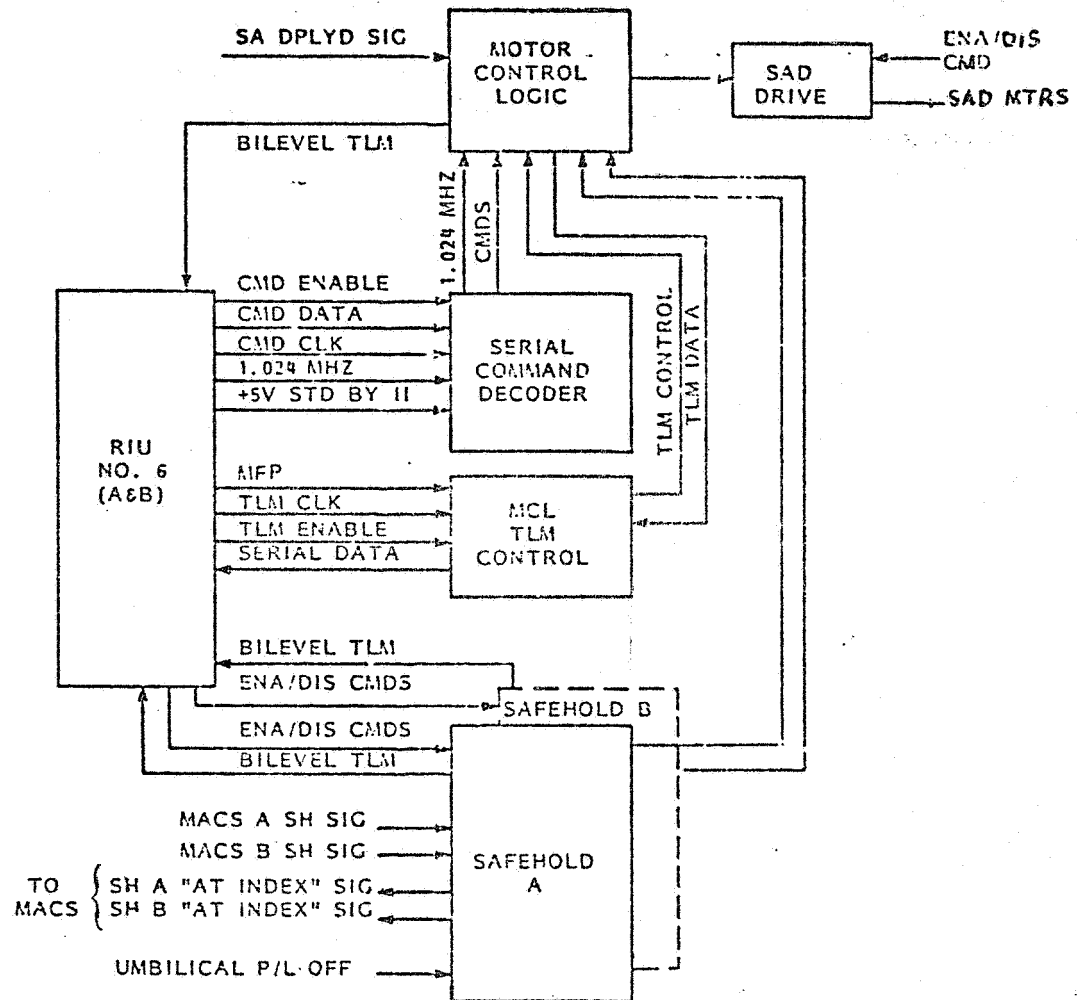 SA DPLYD SIG
MOTOR
CONTROL
LOGIC
SAD
DRIVE
ENA/DIS
CMD
SAD MTRS
BILEVEL TLM
1.024 MHZ
CMDS
TLM CONTROL
TLM DATA
RIU
NO. 6
(A&B)
CMD ENABLE
CMD DATA
CMD CLK
1.024 MHZ
+5V STD BY II
SERIAL
COMMAND
DECODER
MFP
TLM CLK
TLM ENABLE
SERIAL DATA
MCL
TLM
CONTROL
BILEVEL TLM
ENA/DIS CMDS
SAFEHOLD B
ENA/DIS CMDS
BILEVEL TLM
MACS A SH SIG
MACS B SH SIG
TO
MACS
SH A "AT INDEX" SIG
SH B "AT INDEX" SIG
UMBILICAL P/L OFF
SAFEHOLD
A